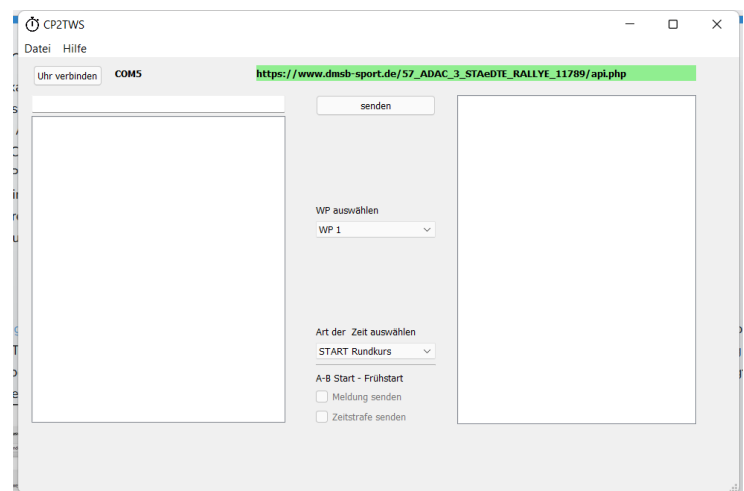 CP2TWS
Datei Hilfe
Uhr verbinden COM5 https://www.dmsb-sport.de/57_ADAC_3_STAeDTE_RALLYE_11789/api.php
senden
WP auswählen
WP 1
Art der Zeit auswählen
START Rundkurs
A-B Start - Frühstart
Meldung senden
Zeitstrafe senden